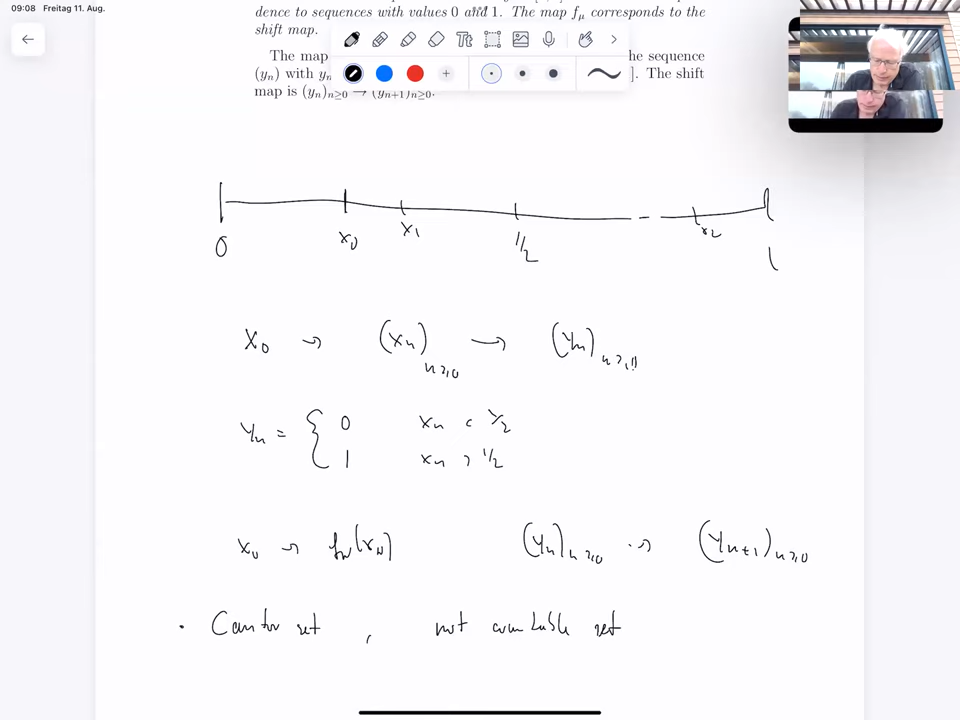 09:08 Freitag 11. Aug.
dence to sequences with values 0 and 1. The map fμ corresponds to the
shift map.
The map he sequence
(yn) with yn ]. The shift
map is (yn)n≥0 → (yn+1)n≥0.
Tt
0 x0 x1 1/2 x2 1
x0 → (xn)n≥0 → (yn)n≥0
yn = { 0 xn < 1/2
1 xn > 1/2
x0 → fμ(x0) (yn)n≥0 → (yn+1)n≥0
· Cantor set , not countable set